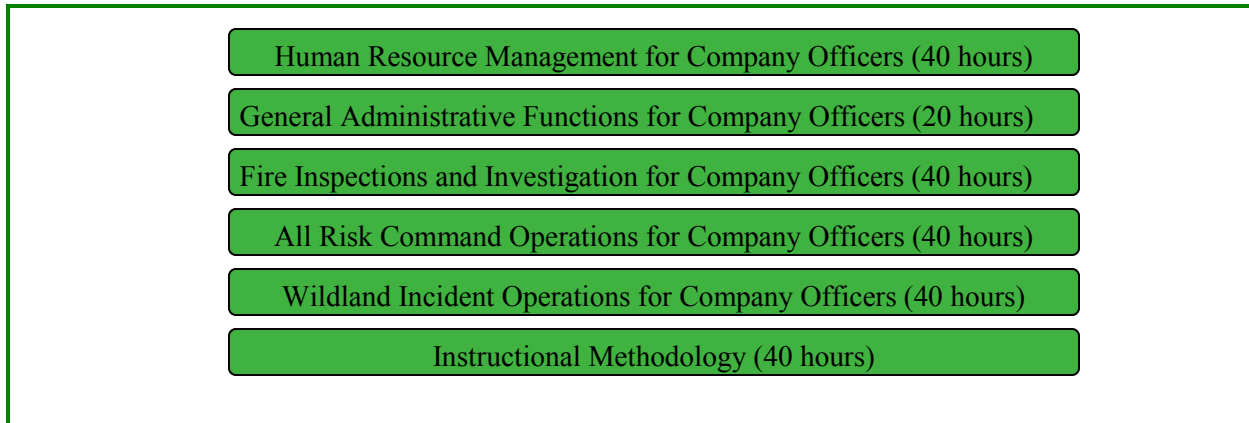 Human Resource Management for Company Officers (40 hours)
General Administrative Functions for Company Officers (20 hours)
Fire Inspections and Investigation for Company Officers (40 hours)
All Risk Command Operations for Company Officers (40 hours)
Wildland Incident Operations for Company Officers (40 hours)
Instructional Methodology (40 hours)